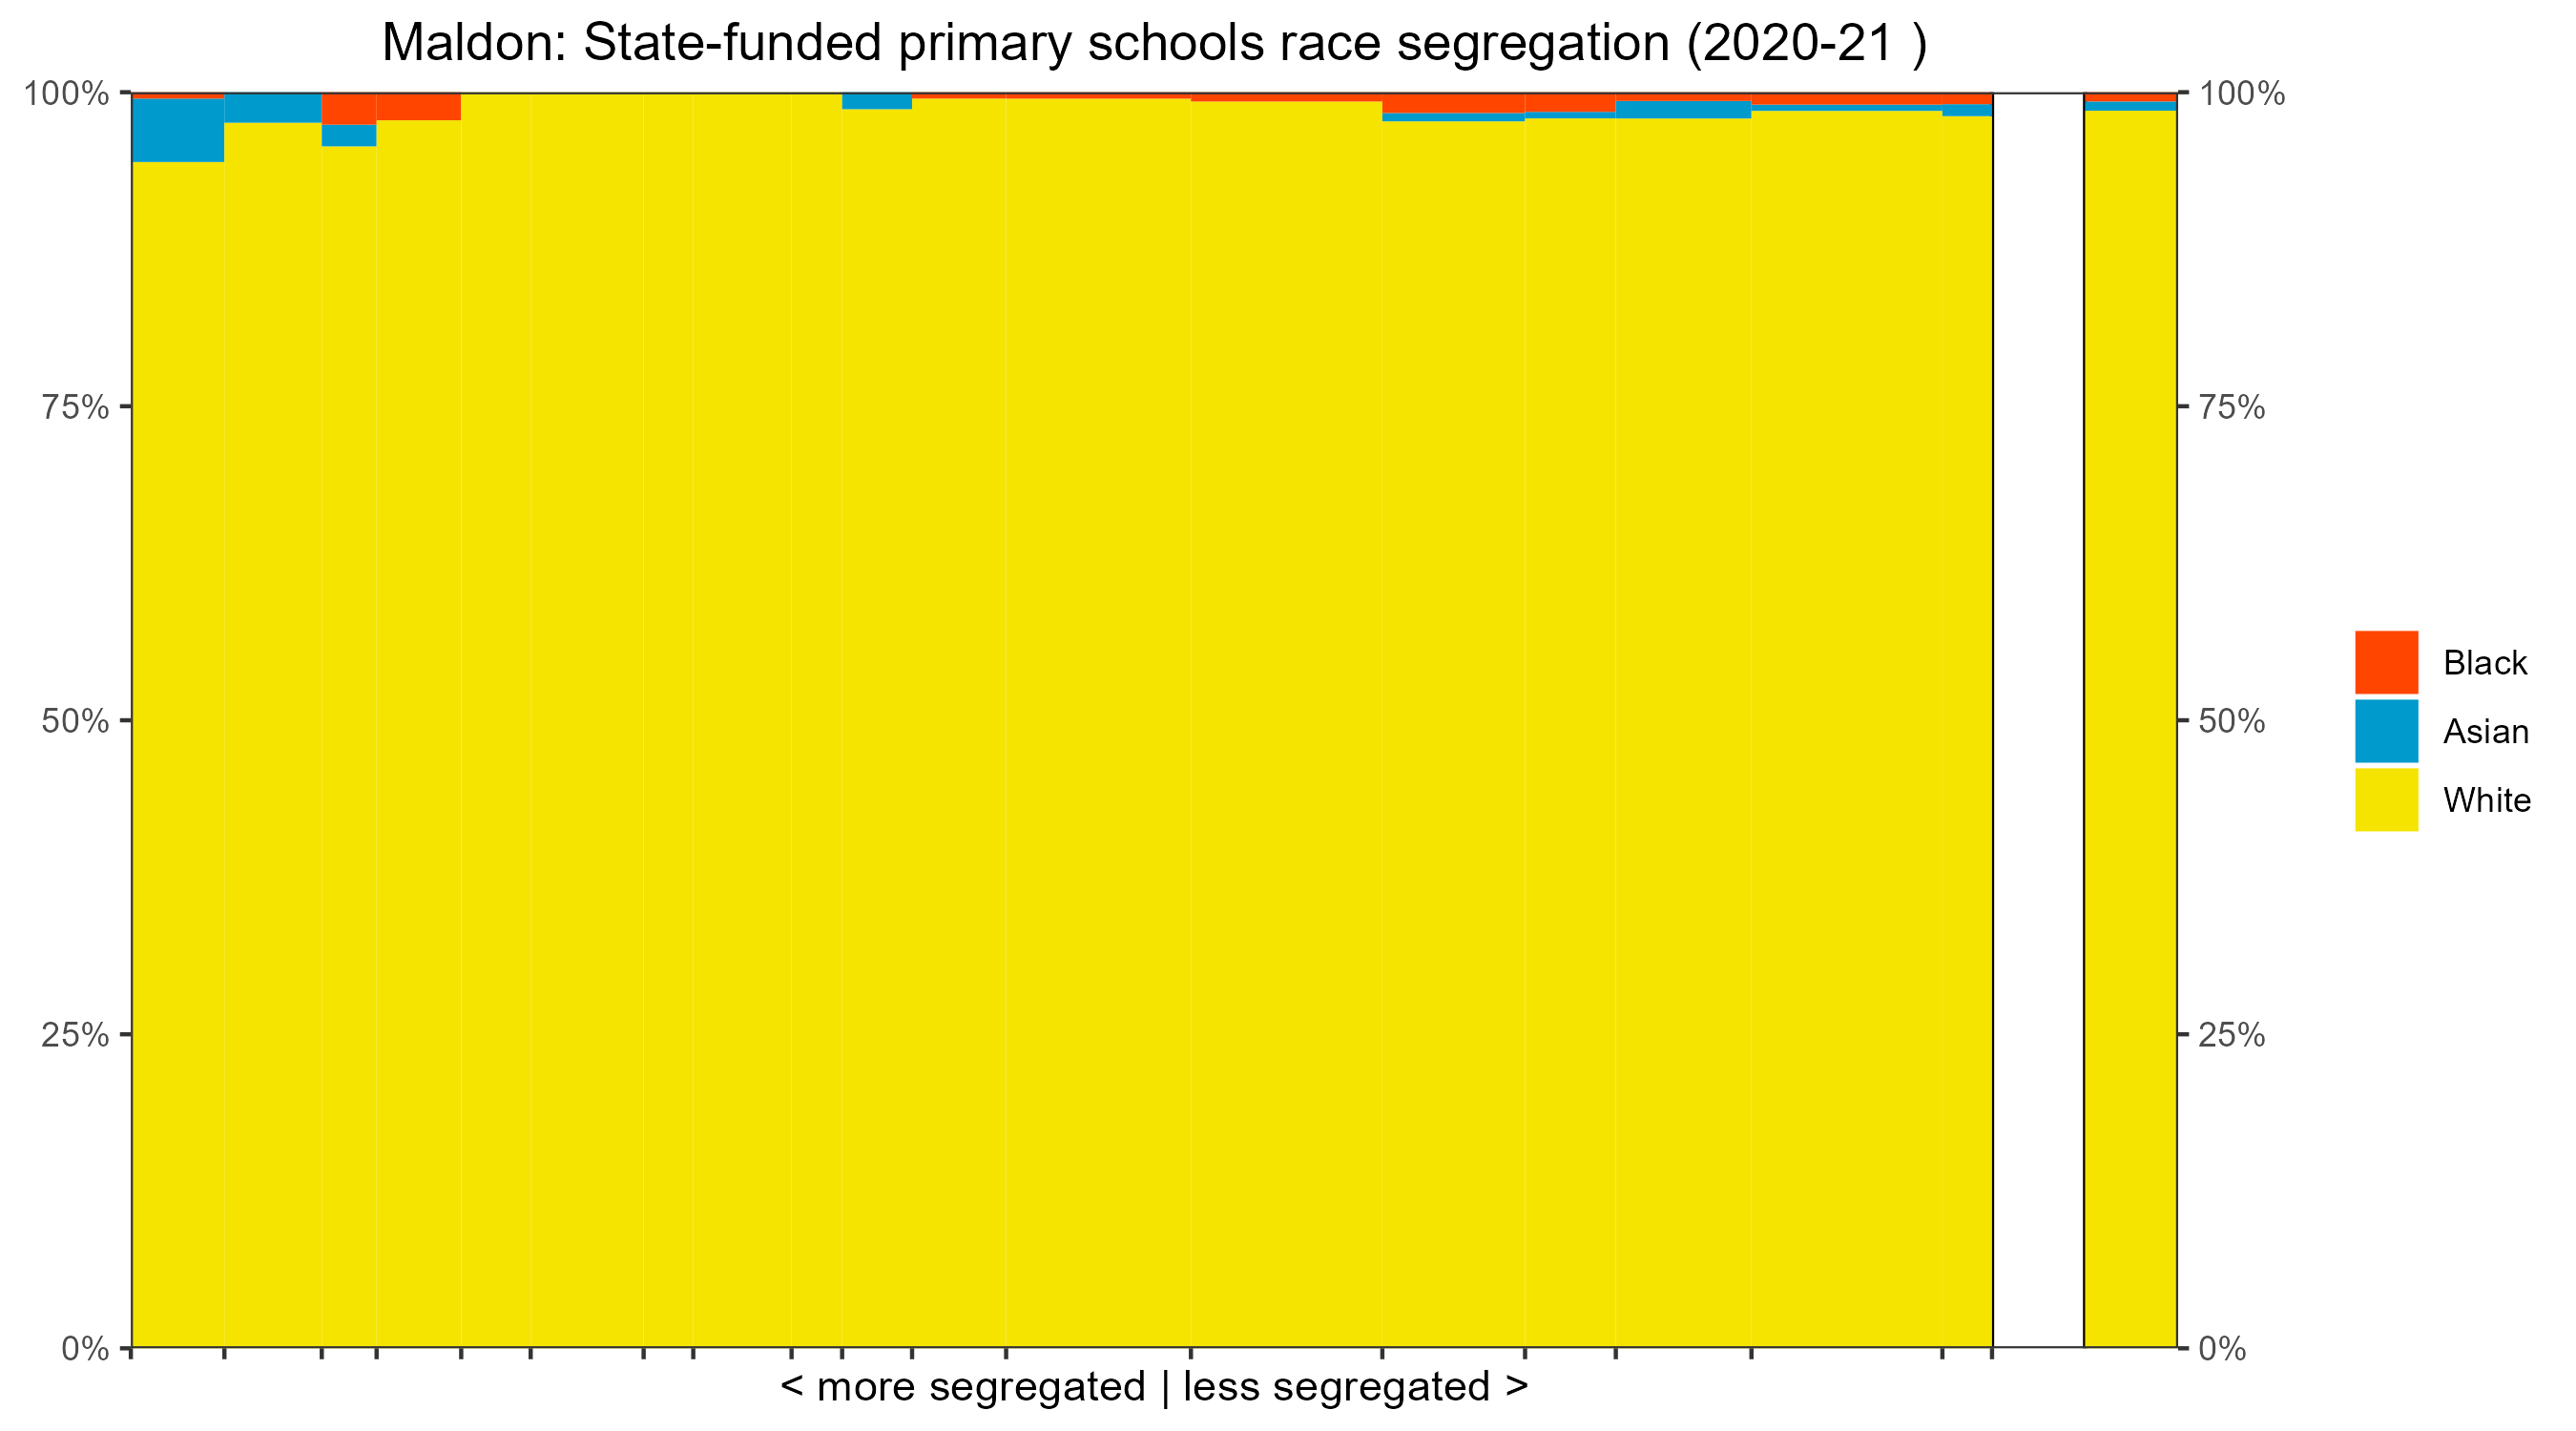 Maldon: State-funded primary schools race segregation (2020-21 )
100%
75%
50%
25%
0%
100%
75%
50%
25%
0%
Black
Asian
White
< more segregated | less segregated >